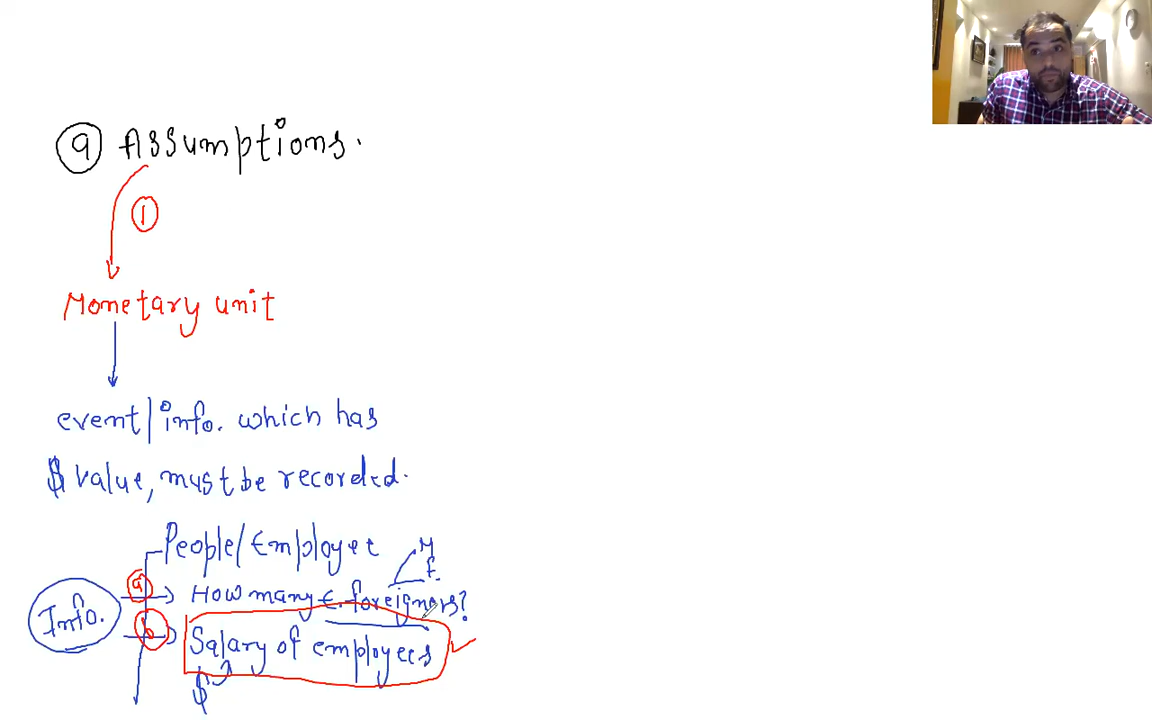 9 Assumptions.
1
Monetary unit
event/info. which has
$ value, must be recorded.
People/Employee
M
F.
a How many E. foreigners?
Info.
b Salary of employees
$